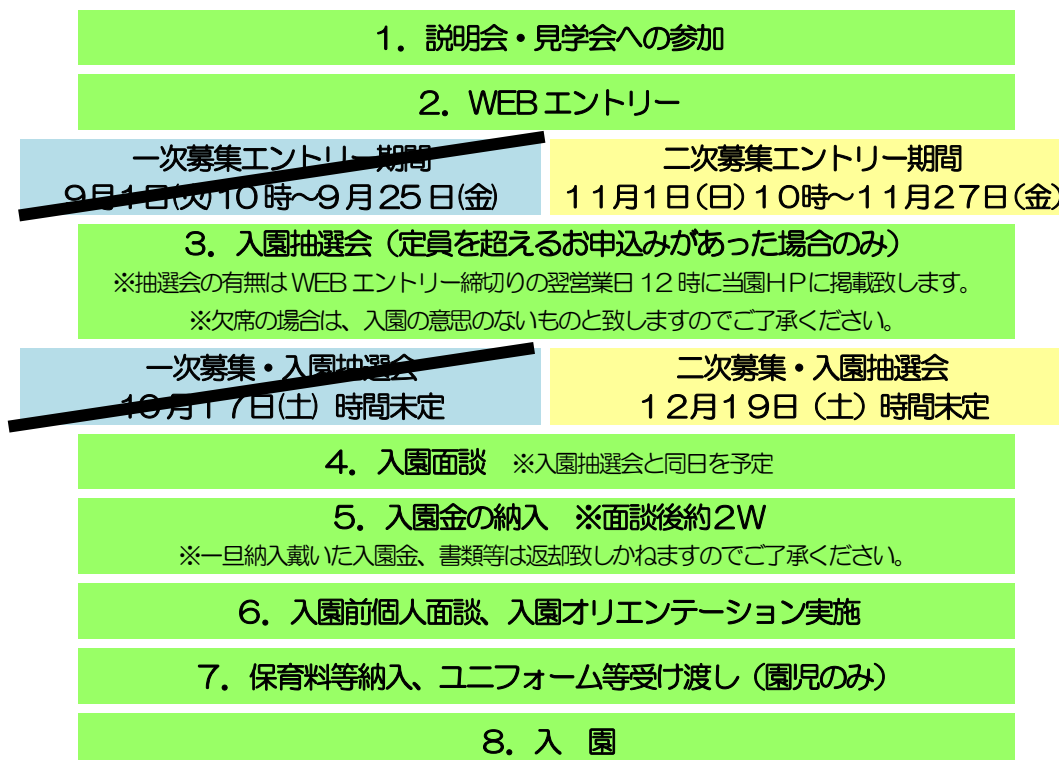 １．説明会・見学会への参加
２．WEBエントリー
一次募集エントリー期間
9月1日(火)10時～9月25日(金)
二次募集エントリー期間
１１月１日（日）１０時～１１月２７日（金）
３．入園抽選会（定員を超えるお申込みがあった場合のみ）
※抽選会の有無はWEBエントリー締切りの翌営業日12時に当園ＨＰに掲載致します。
※欠席の場合は、入園の意思のないものと致しますのでご了承ください。
一次募集・入園抽選会
10月17日(土) 時間未定
二次募集・入園抽選会
１２月１９日（土）時間未定
４．入園面談　※入園抽選会と同日を予定
５．入園金の納入　※面談後約２Ｗ
※一旦納入戴いた入園金、書類等は返却致しかねますのでご了承ください。
６．入園前個人面談、入園オリエンテーション実施
７．保育料等納入、ユニフォーム等受け渡し（園児のみ）
８．入　園